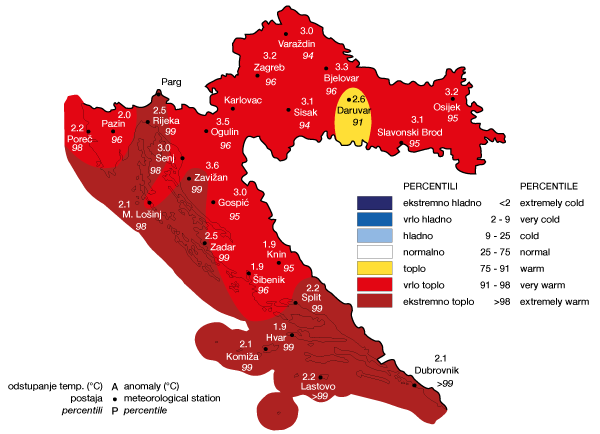 3.0
Varaždin
94
3.2
Zagreb
96
3.3
Bjelovar
96
Parg
2.6
Daruvar
91
3.2
Osijek
95
Karlovac
3.1
Sisak
94
3.1
Slavonski Brod
95
2.5
Rijeka
99
2.0
Pazin
96
2.2
Poreč
98
3.5
Ogulin
96
3.0
Senj
98
3.6
Zavižan
99
3.0
Gospić
95
2.1
M. Lošinj
98
2.5
Zadar
99
1.9
Knin
95
1.9
Šibenik
96
2.2
Split
99
1.9
Hvar
99
2.1
Komiža
99
2.2
Lastovo
>99
2.1
Dubrovnik
>99
PERCENTILI PERCENTILE
ekstremno hladno <2 extremely cold
vrlo hladno 2 - 9 very cold
hladno 9 - 25 cold
normalno 25 - 75 normal
toplo 75 - 91 warm
vrlo toplo 91 - 98 very warm
ekstremno toplo >98 extremely warm
odstupanje temp. (°C) A anomaly (°C)
postaja meteorological station
percentili P percentile